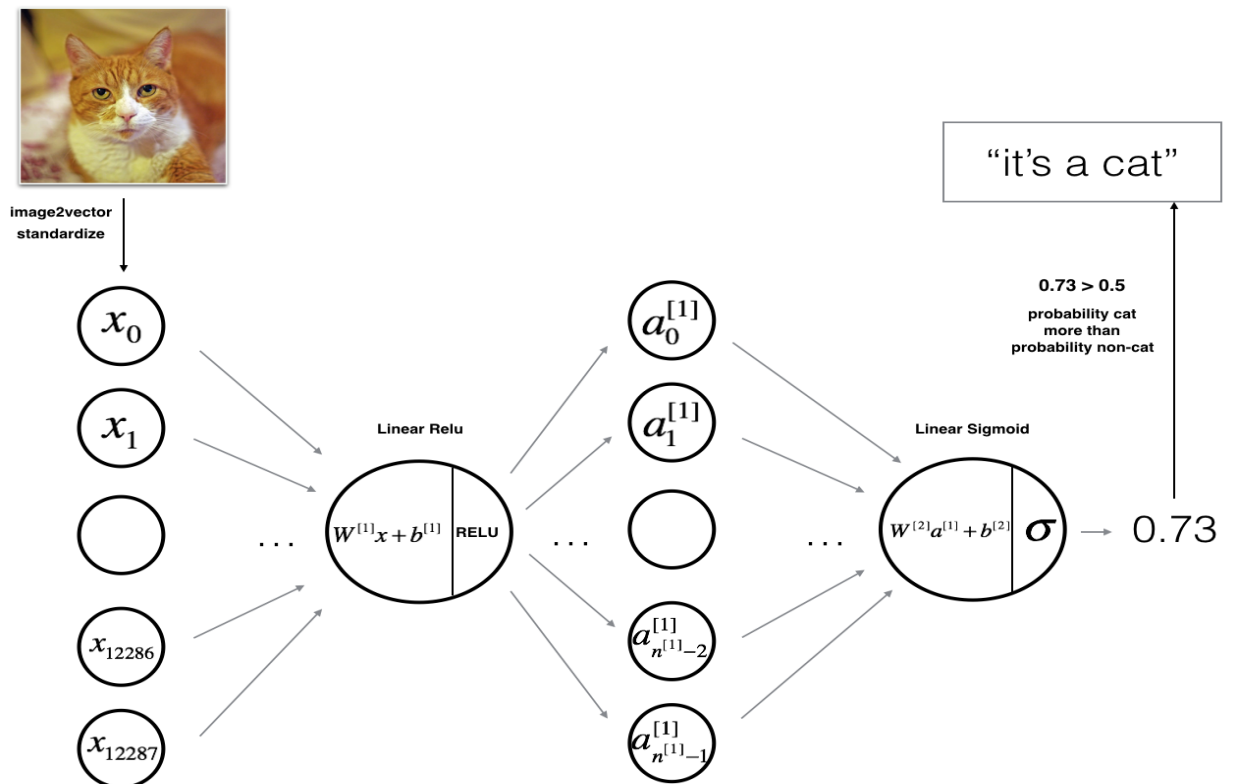 image2vector
standardize
“it’s a cat”
0.73 > 0.5
probability cat
more than
probability non-cat
x₀
x₁
x₁₂₂₈₆
x₁₂₂₈₇
...
Linear Relu
W^[1]x+b^[1]
RELU
...
a₀^[1]
a₁^[1]
a_{n^[1]−2}^[1]
a_{n^[1]−1}^[1]
...
Linear Sigmoid
W^[2]a^[1]+b^[2]
σ
0.73